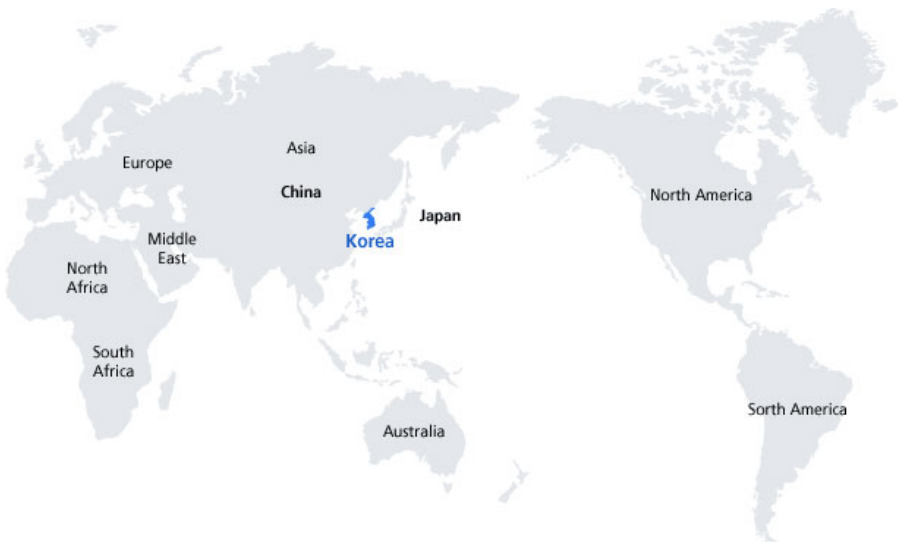 Europe
Asia
China
Japan
Korea
Middle
East
North
Africa
South
Africa
Australia
North America
Sorth America